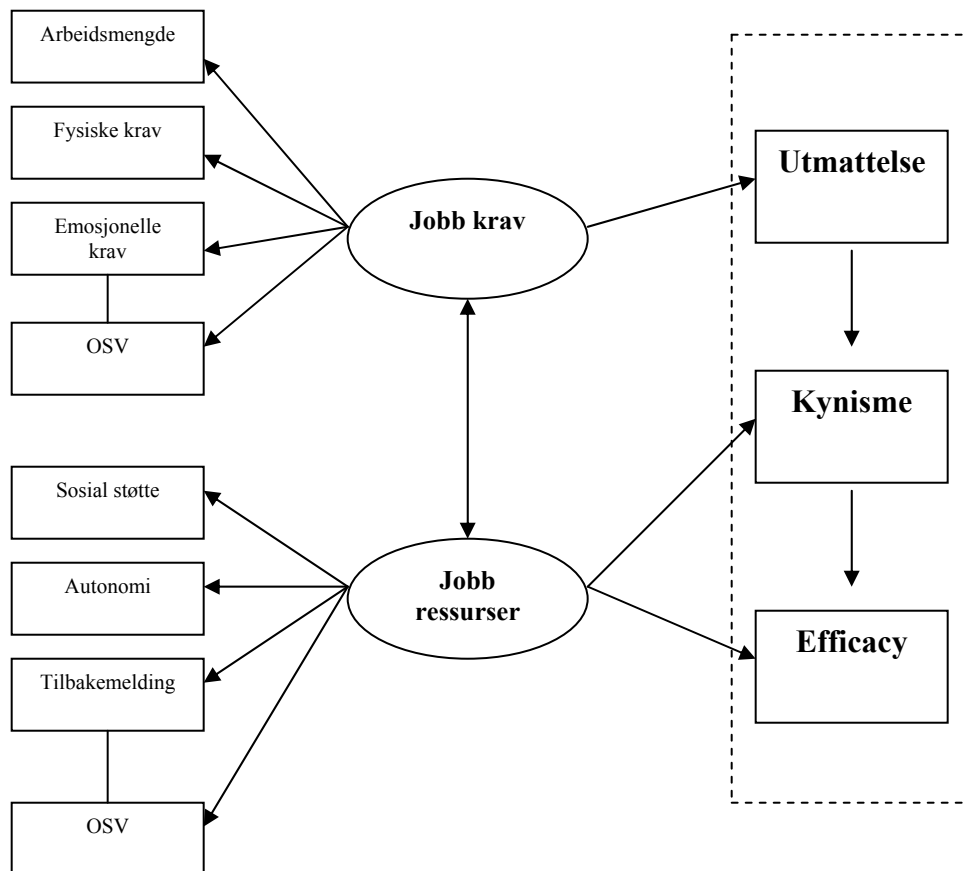 Arbeidsmengde
Fysiske krav
Emosjonelle
krav
OSV
Jobb krav
Utmattelse
Kynisme
Efficacy
Sosial støtte
Autonomi
Tilbakemelding
OSV
Jobb
ressurser